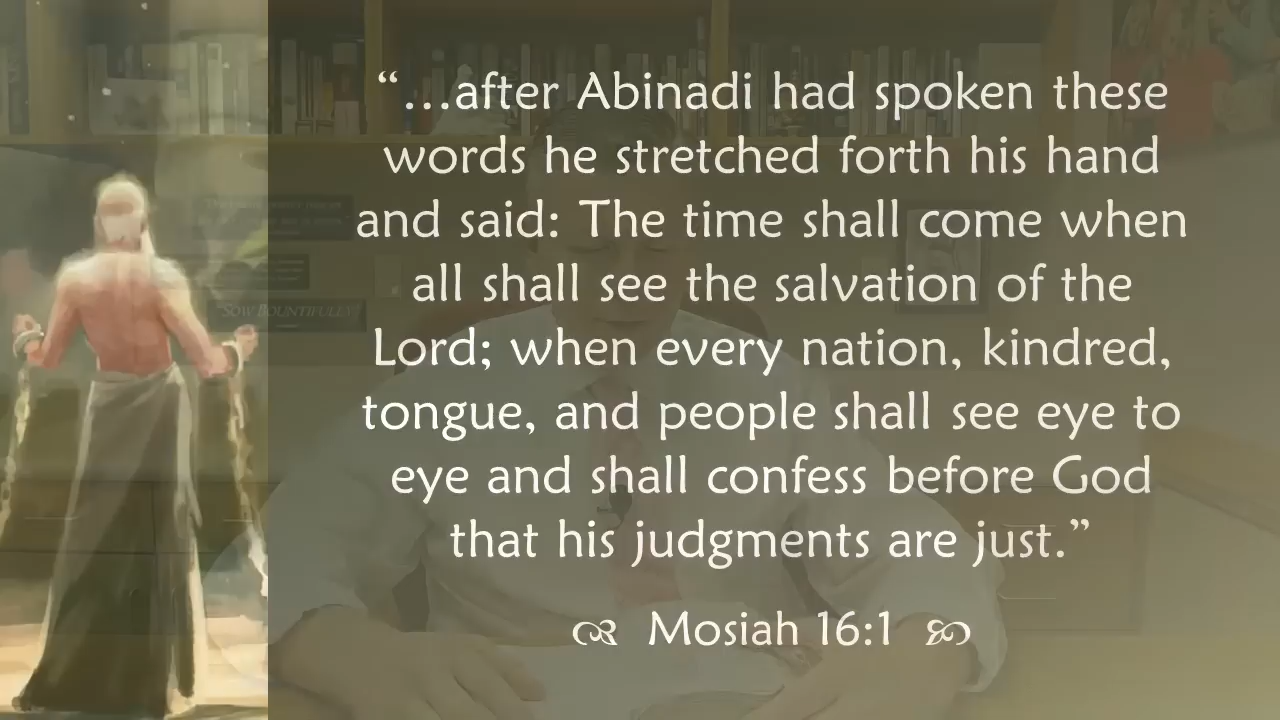 “…after Abinadi had spoken these
words he stretched forth his hand
and said: The time shall come when
all shall see the salvation of the
Lord; when every nation, kindred,
tongue, and people shall see eye to
eye and shall confess before God
that his judgments are just.”
Mosiah 16:1
"SOW BOUNTIFULLY"